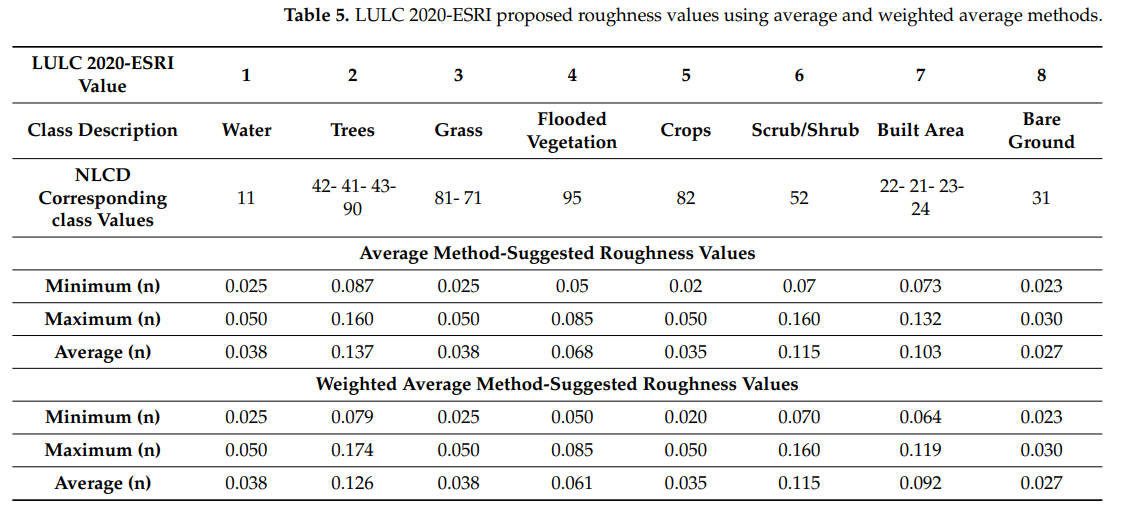 Table 5. LULC 2020-ESRI proposed roughness values using average and weighted average methods.
LULC 2020-ESRI Value 1 2 3 4 5 6 7 8
Class Description Water Trees Grass Flooded Vegetation Crops Scrub/Shrub Built Area Bare Ground
NLCD Corresponding class Values 11 42- 41- 43- 90 81- 71 95 82 52 22- 21- 23- 24 31
Average Method-Suggested Roughness Values
Minimum (n) 0.025 0.087 0.025 0.05 0.02 0.07 0.073 0.023
Maximum (n) 0.050 0.160 0.050 0.085 0.050 0.160 0.132 0.030
Average (n) 0.038 0.137 0.038 0.068 0.035 0.115 0.103 0.027
Weighted Average Method-Suggested Roughness Values
Minimum (n) 0.025 0.079 0.025 0.050 0.020 0.070 0.064 0.023
Maximum (n) 0.050 0.174 0.050 0.085 0.050 0.160 0.119 0.030
Average (n) 0.038 0.126 0.038 0.061 0.035 0.115 0.092 0.027